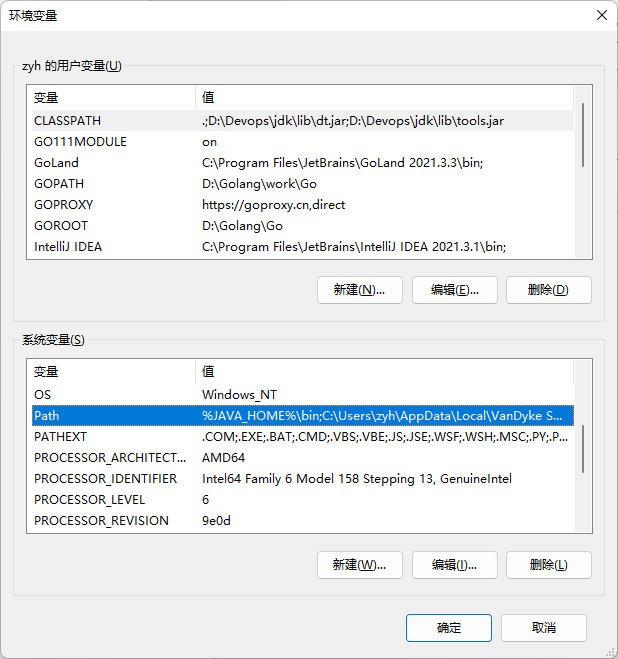 环境变量
zyh 的用户变量(U)
变量 值
CLASSPATH .;D:\Devops\jdk\lib\dt.jar;D:\Devops\jdk\lib\tools.jar
GO111MODULE on
GoLand C:\Program Files\JetBrains\GoLand 2021.3.3\bin;
GOPATH D:\Golang\work\Go
GOPROXY https://goproxy.cn,direct
GOROOT D:\Golang\Go
IntelliJ IDEA C:\Program Files\JetBrains\IntelliJ IDEA 2021.3.1\bin;
新建(N)... 编辑(E)... 删除(D)
系统变量(S)
变量 值
OS Windows_NT
Path %JAVA_HOME%\bin;C:\Users\zyh\AppData\Local\VanDyke S...
PATHEXT .COM;.EXE;.BAT;.CMD;.VBS;.VBE;.JS;.JSE;.WSF;.WSH;.MSC;.PY;.P...
PROCESSOR_ARCHITECT... AMD64
PROCESSOR_IDENTIFIER Intel64 Family 6 Model 158 Stepping 13, GenuineIntel
PROCESSOR_LEVEL 6
PROCESSOR_REVISION 9e0d
新建(W)... 编辑(I)... 删除(L)
确定 取消